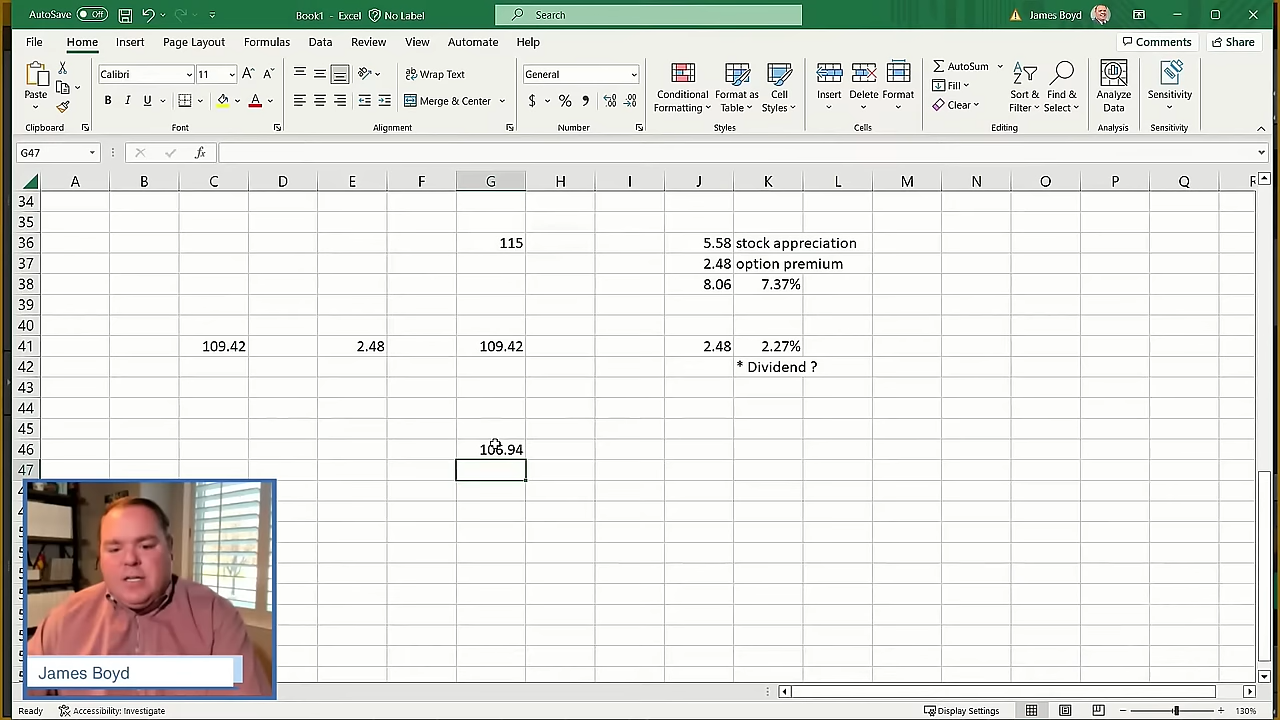 AutoSave Off Book1 - Excel No Label Search James Boyd
File Home Insert Page Layout Formulas Data Review View Automate Help Comments Share
Calibri 11 Wrap Text General AutoSum
Paste Fill
B I U Merge & Center $ % Clear
Conditional Formatting Format as Table Cell Styles Insert Delete Format Sort & Filter Find & Select Analyze Data Sensitivity
Clipboard Font Alignment Number Styles Cells Editing Analysis Sensitivity
G47 fx
A B C D E F G H I J K L M N O P Q
34
35
36 115 5.58 stock appreciation
37 2.48 option premium
38 8.06 7.37%
39
40
41 109.42 2.48 109.42 2.48 2.27%
42 * Dividend ?
43
44
45
46 106.94
47
James Boyd
Ready Accessibility: Investigate Display Settings 130%